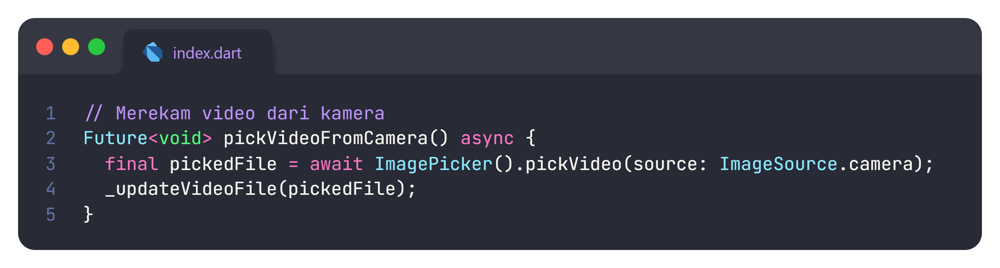 index.dart
1 // Merekam video dari kamera
2 Future<void> pickVideoFromCamera() async {
3   final pickedFile = await ImagePicker().pickVideo(source: ImageSource.camera);
4   _updateVideoFile(pickedFile);
5 }